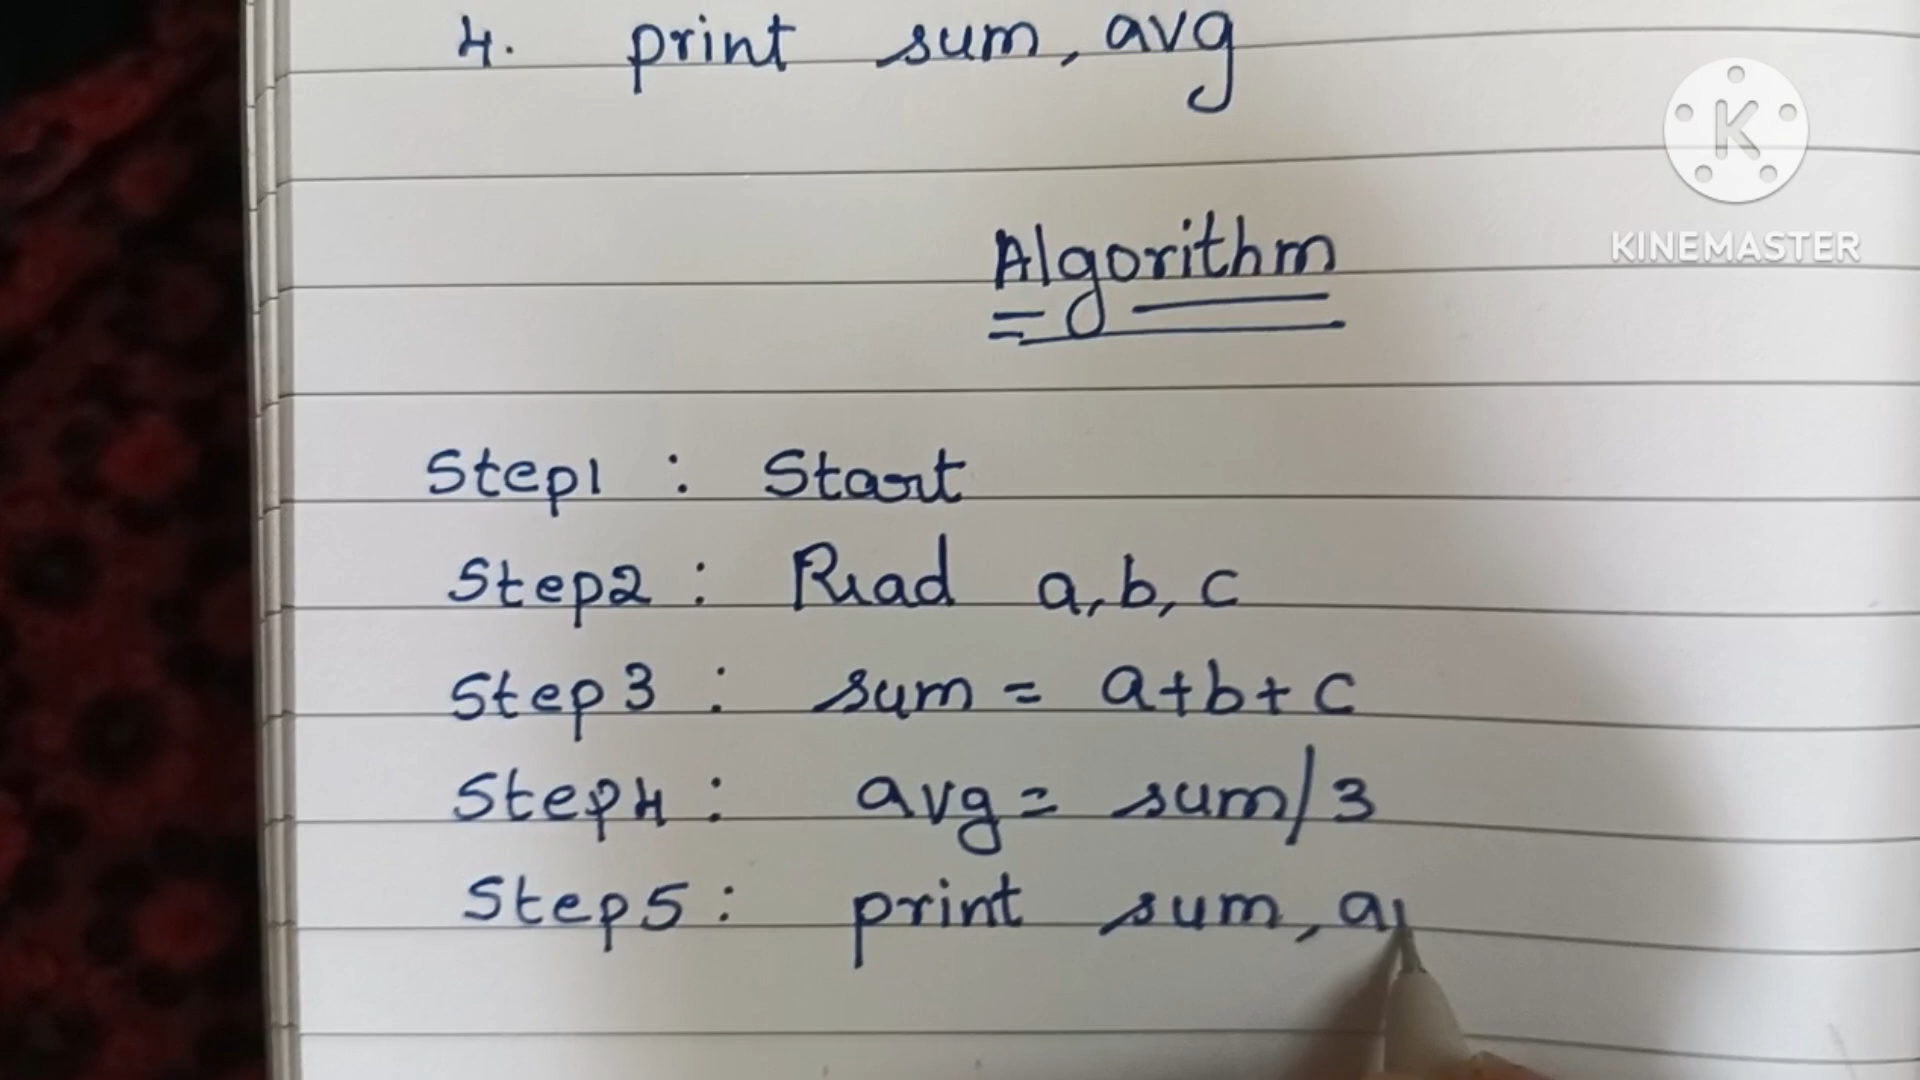 4. print sum, avg
K
KINEMASTER
Algorithm
Step1 : Start
Step2 : Read a, b, c
Step3 : sum = a+b+c
Step4 : avg = sum/3
Step5 : print sum, a